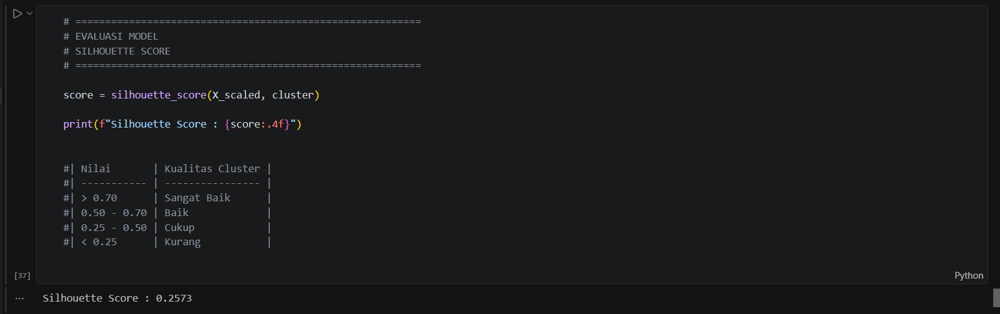 # ==========================================================
# EVALUASI MODEL
# SILHOUETTE SCORE
# ==========================================================
score = silhouette_score(X_scaled, cluster)
print(f"Silhouette Score : {score:.4f}")
#| Nilai       | Kualitas Cluster |
#| ----------- | ---------------- |
#| > 0.70      | Sangat Baik      |
#| 0.50 - 0.70 | Baik             |
#| 0.25 - 0.50 | Cukup            |
#| < 0.25      | Kurang           |
[37]
Python
Silhouette Score : 0.2573